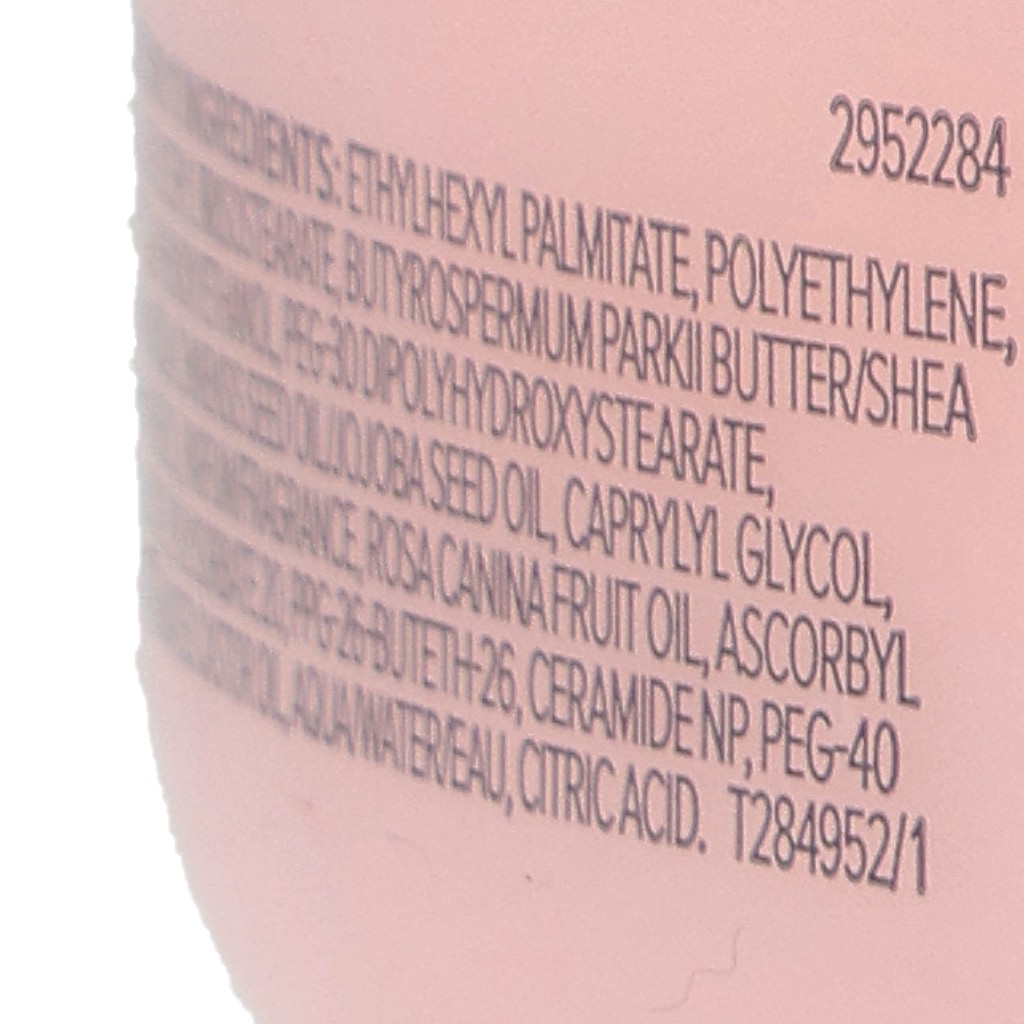 2952284
INGREDIENTS: ETHYLHEXYL PALMITATE, POLYETHYLENE,
BUTYROSPERMUM PARKII BUTTER/SHEA
PEG-30 DIPOLYHYDROXYSTEARATE,
SEED OIL/JOJOBA SEED OIL, CAPRYLYL GLYCOL,
ROSA CANINA FRUIT OIL, ASCORBYL
PPG-26-BUTETH-26, CERAMIDE NP, PEG-40
AQUA/WATER/EAU, CITRIC ACID. T284952/1